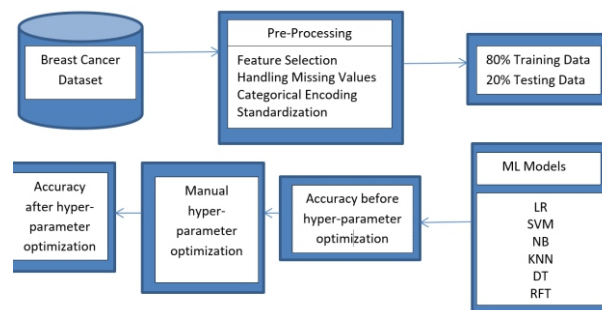 Breast Cancer
Dataset
Pre-Processing
Feature Selection
Handling Missing Values
Categorical Encoding
Standardization
80% Training Data
20% Testing Data
ML Models
LR
SVM
NB
KNN
DT
RFT
Accuracy before
hyper-parameter
optimization
Manual
hyper-
parameter
optimization
Accuracy
after hyper-
parameter
optimization